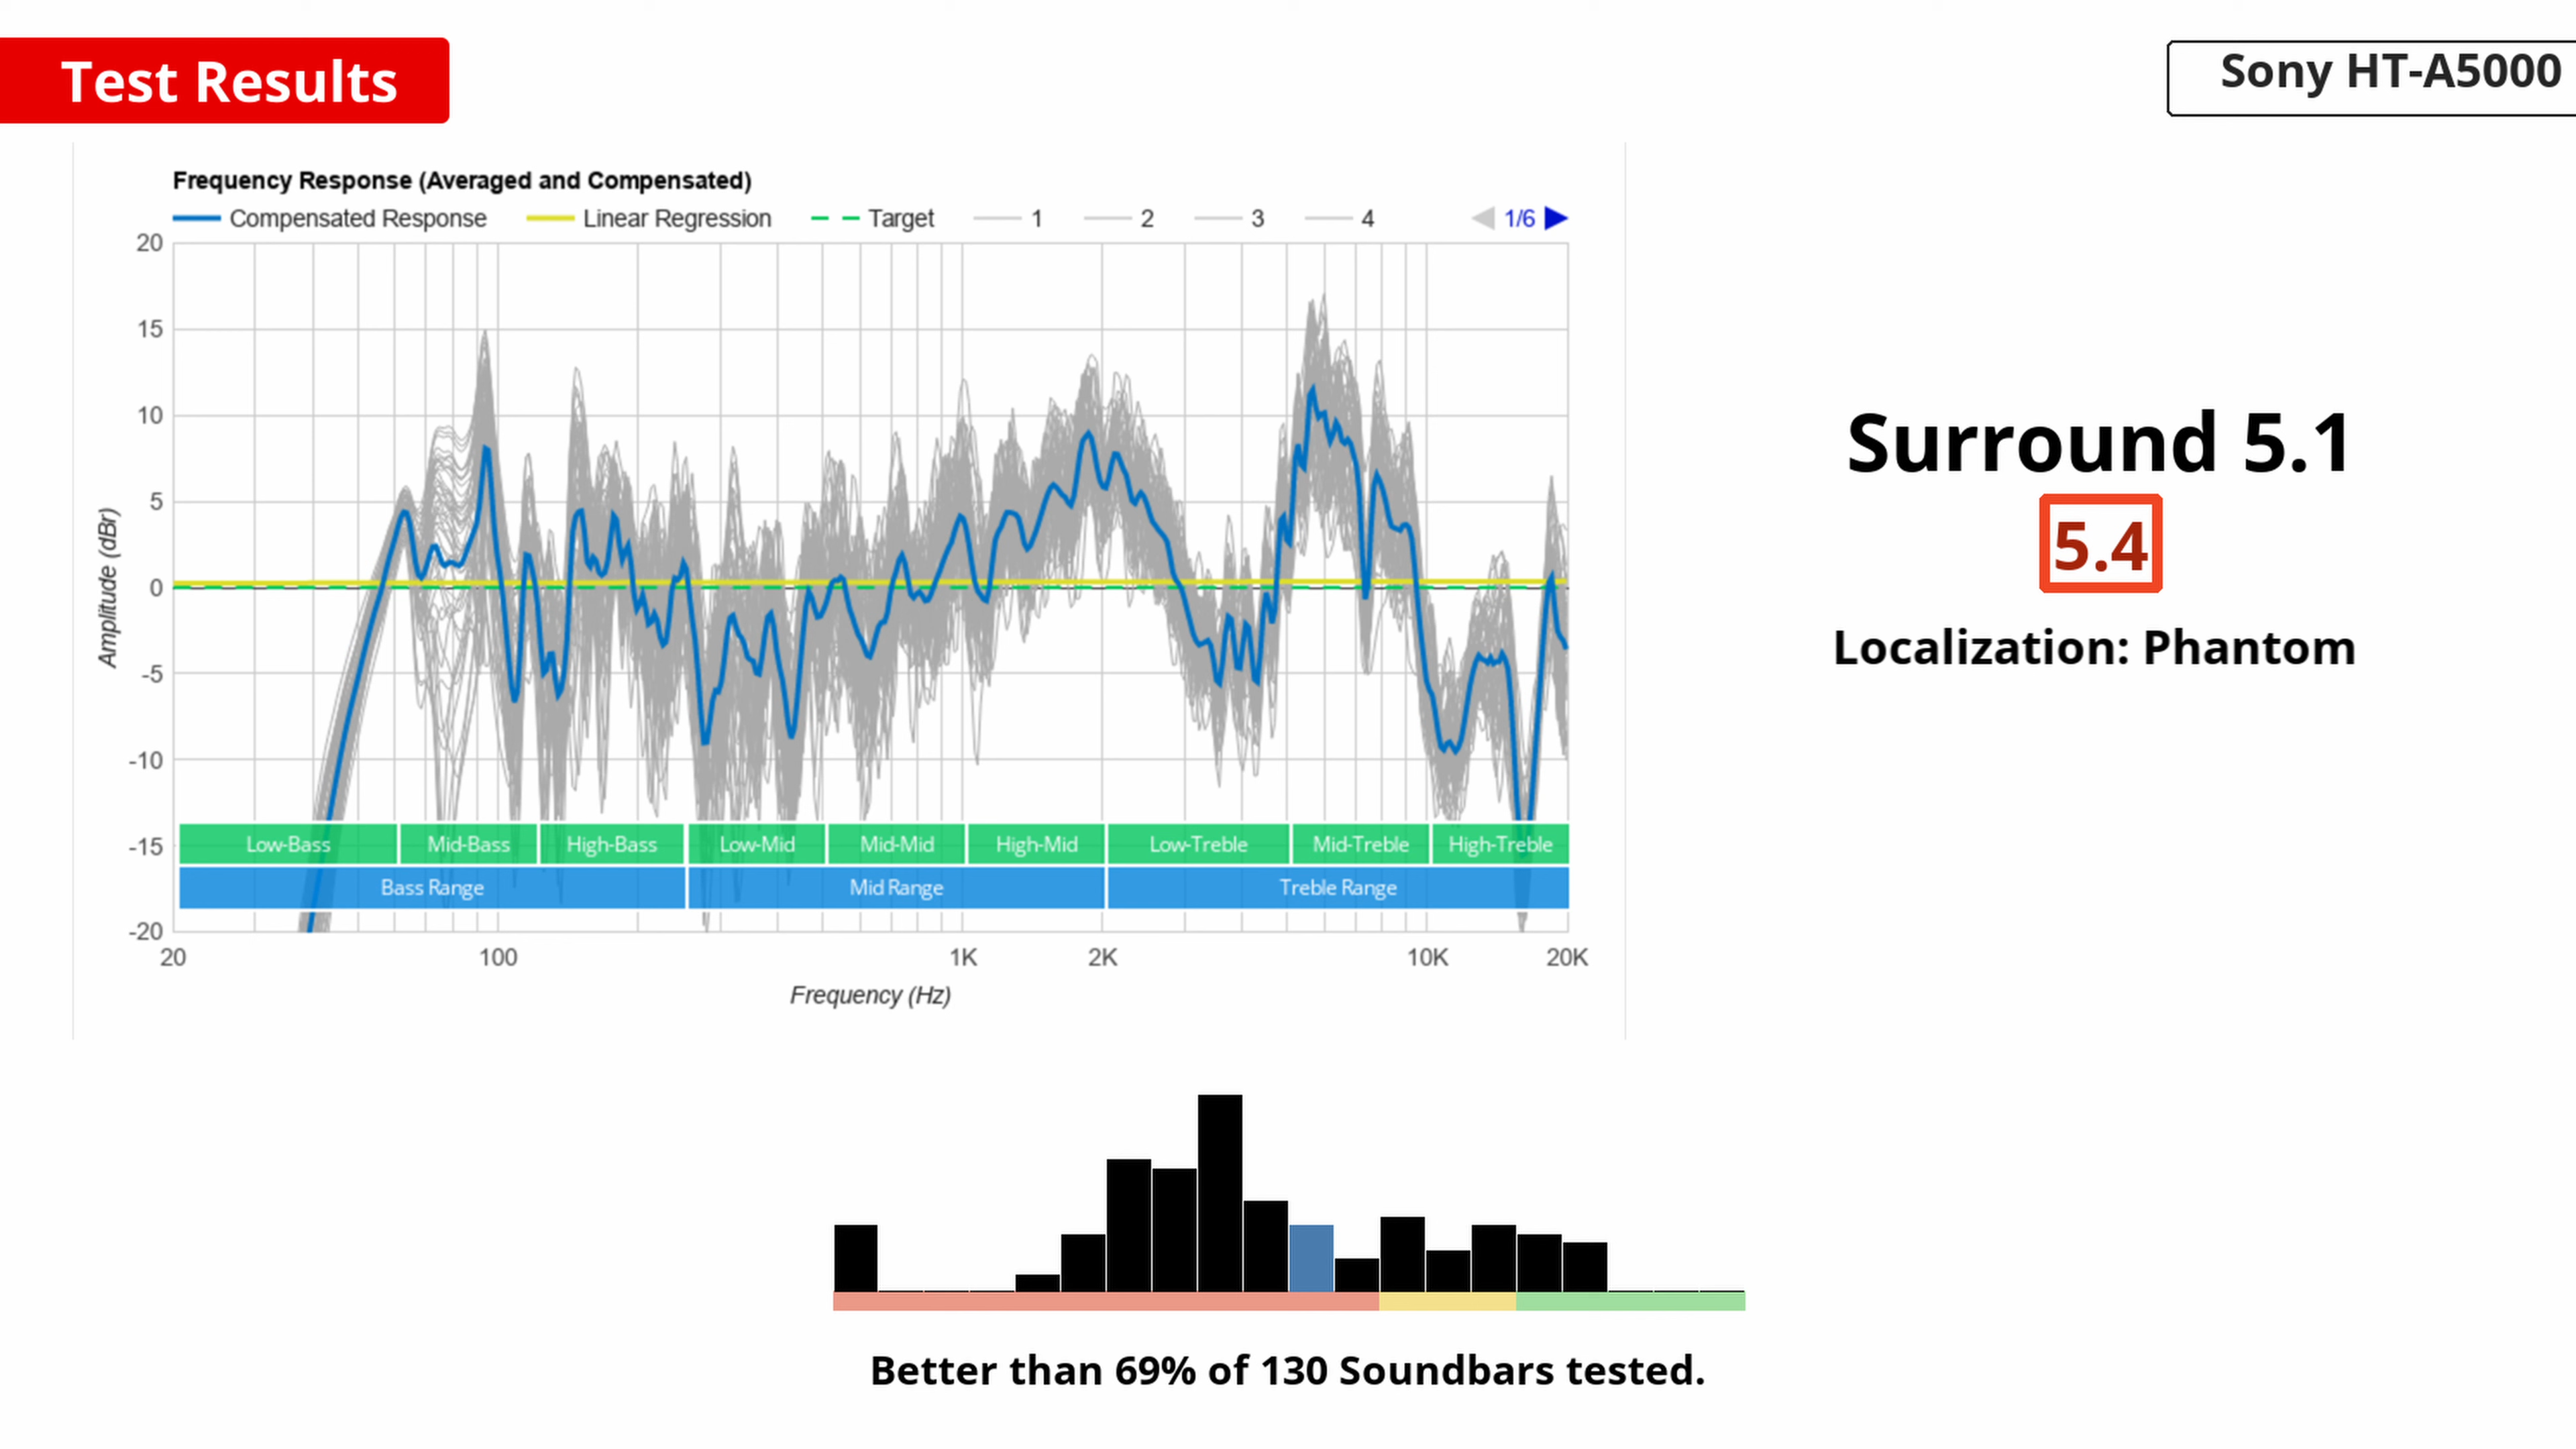 Test Results
Sony HT-A5000
Frequency Response (Averaged and Compensated)
Compensated Response Linear Regression Target 1 2 3 4 1/6
20
15
10
5
0
-5
-10
-15
-20
Amplitude (dBr)
Low-Bass Mid-Bass High-Bass Low-Mid Mid-Mid High-Mid Low-Treble Mid-Treble High-Treble
Bass Range Mid Range Treble Range
20 100 1K 2K 10K 20K
Frequency (Hz)
Surround 5.1
5.4
Localization: Phantom
Better than 69% of 130 Soundbars tested.